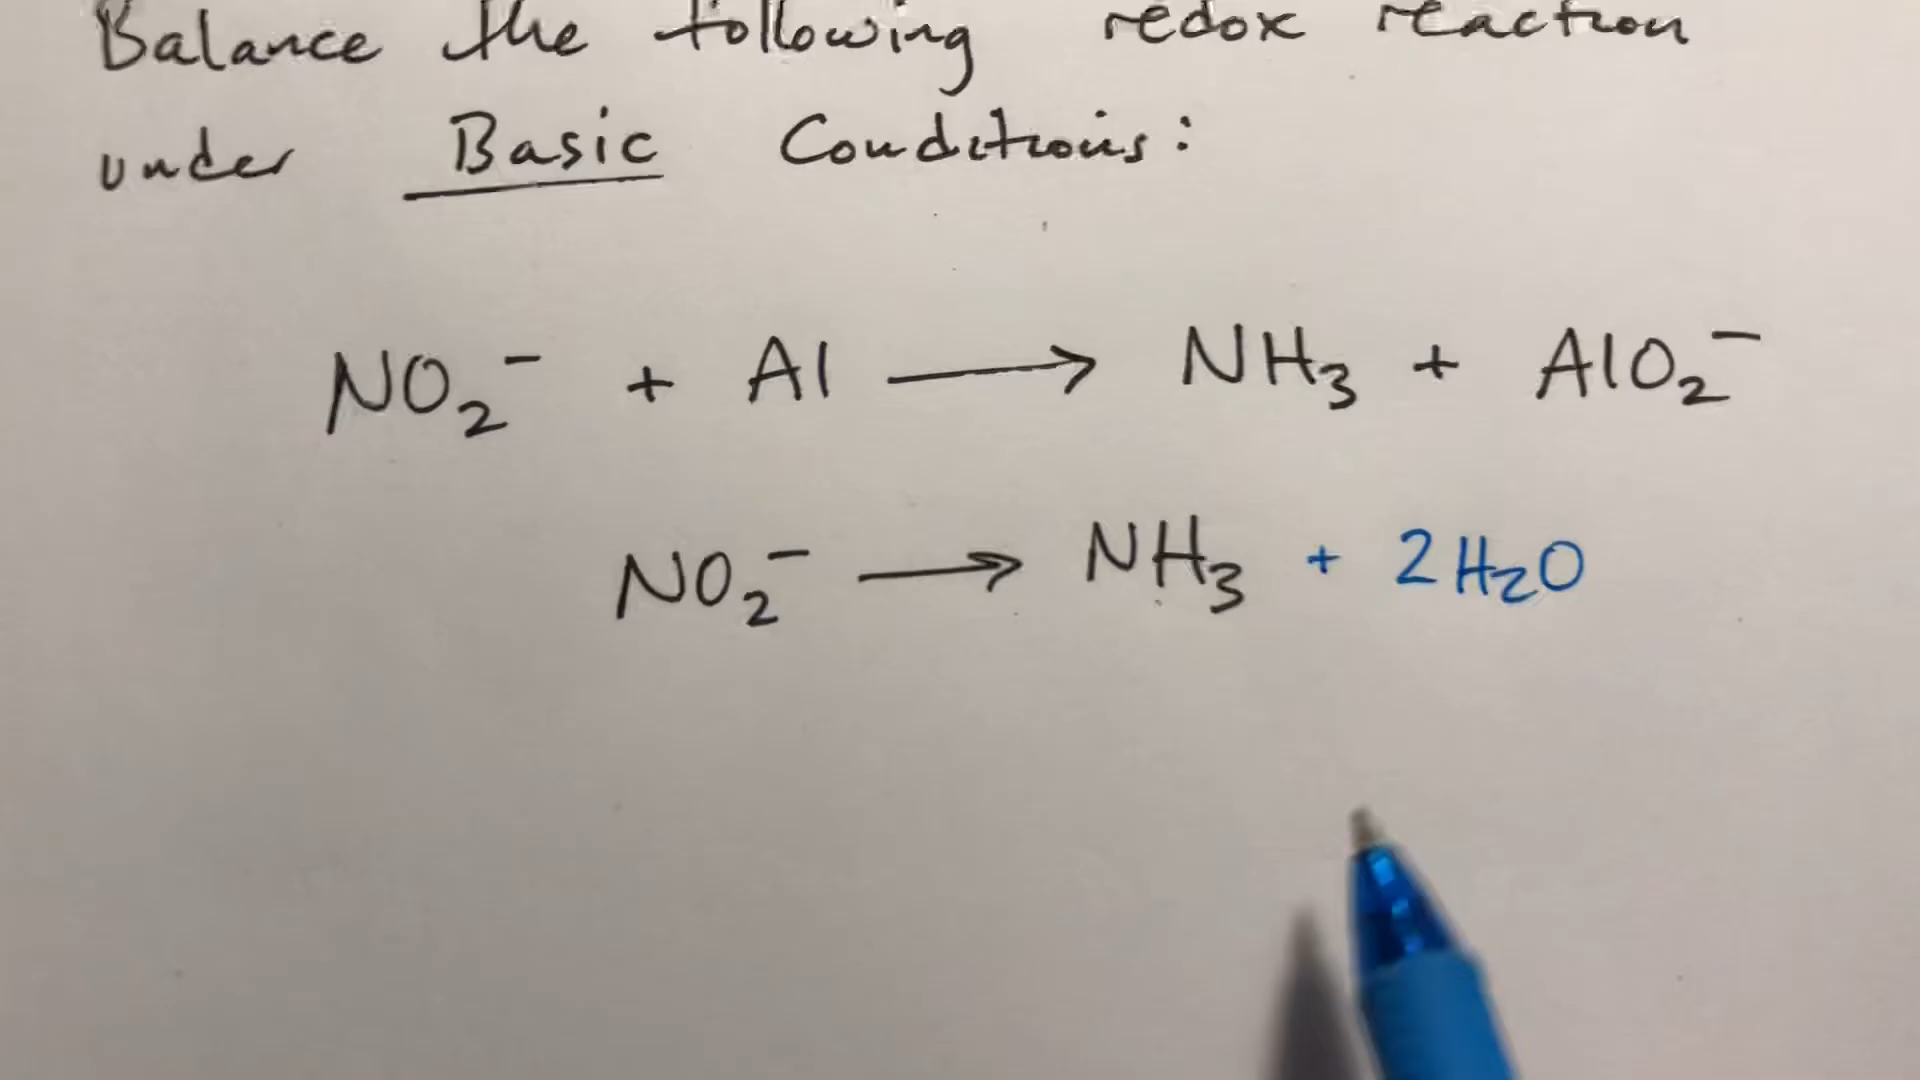 Balance the following redox reaction
under Basic Conditions:
NO₂⁻ + Al ⟶ NH₃ + AlO₂⁻
NO₂⁻ ⟶ NH₃ + 2H₂O